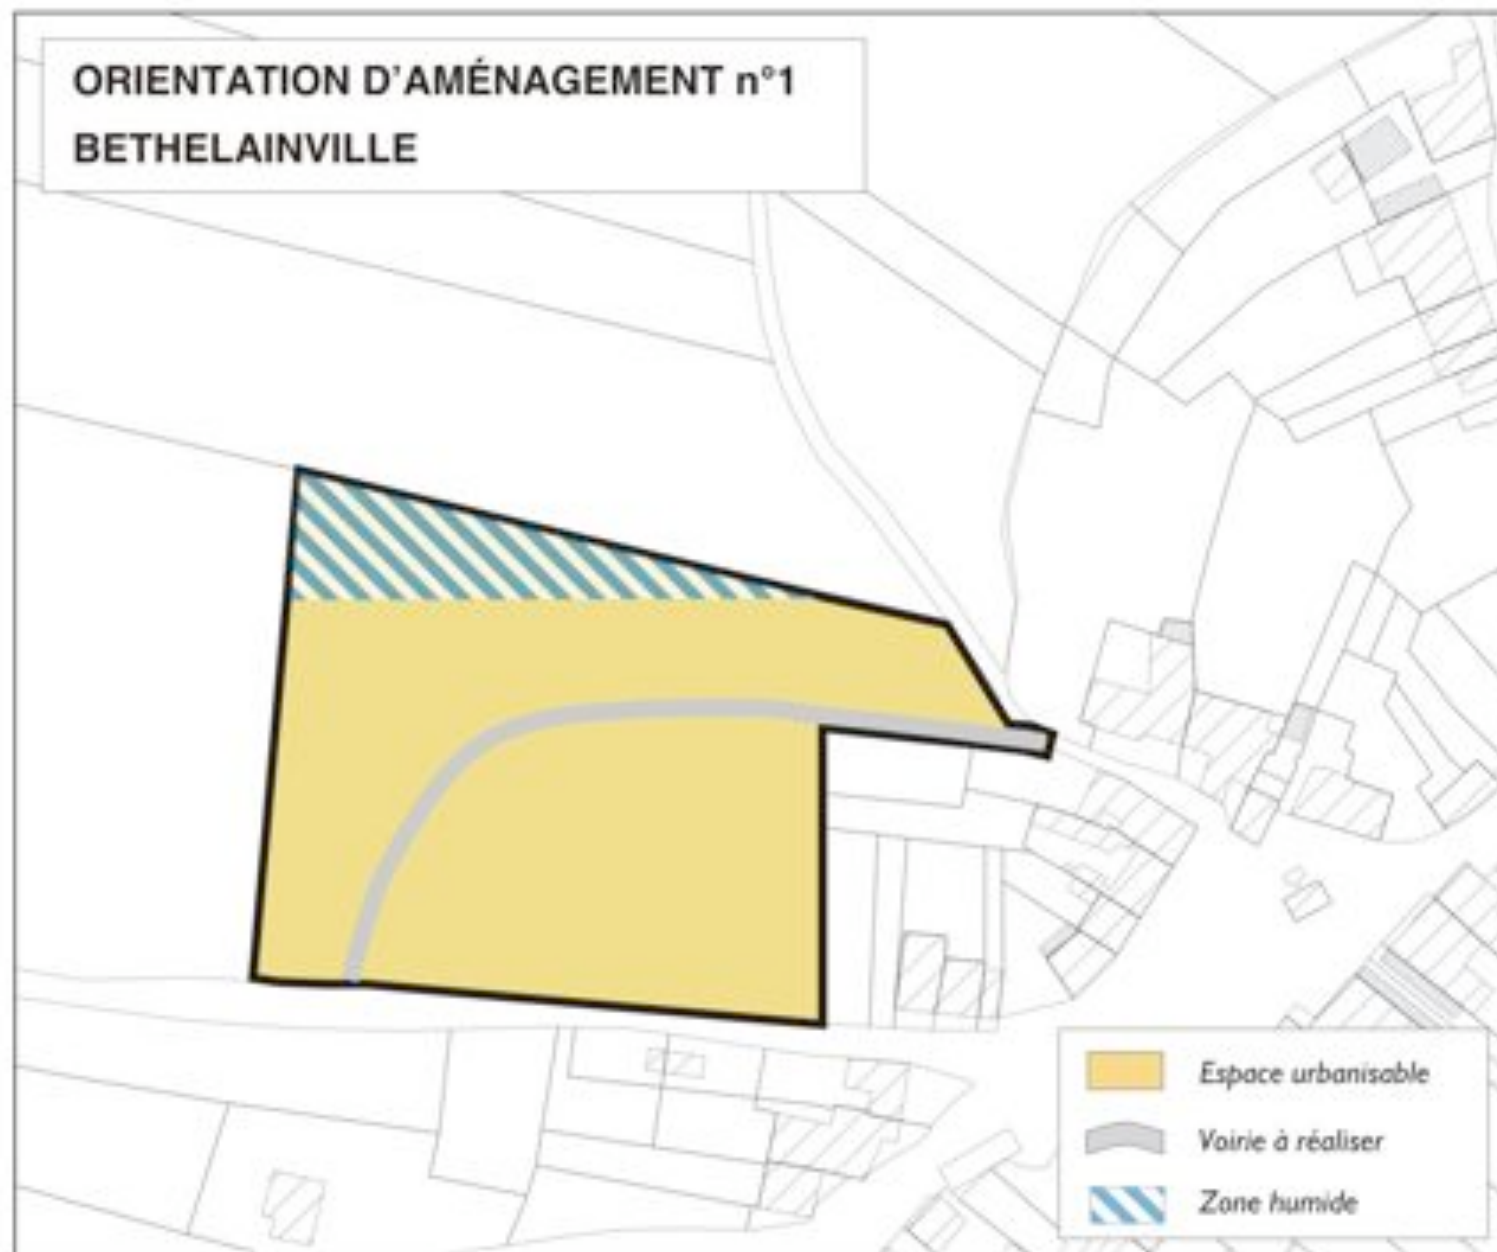 ORIENTATION D'AMÉNAGEMENT n°1
BETHELAINVILLE
Espace urbanisable
Voirie à réaliser
Zone humide